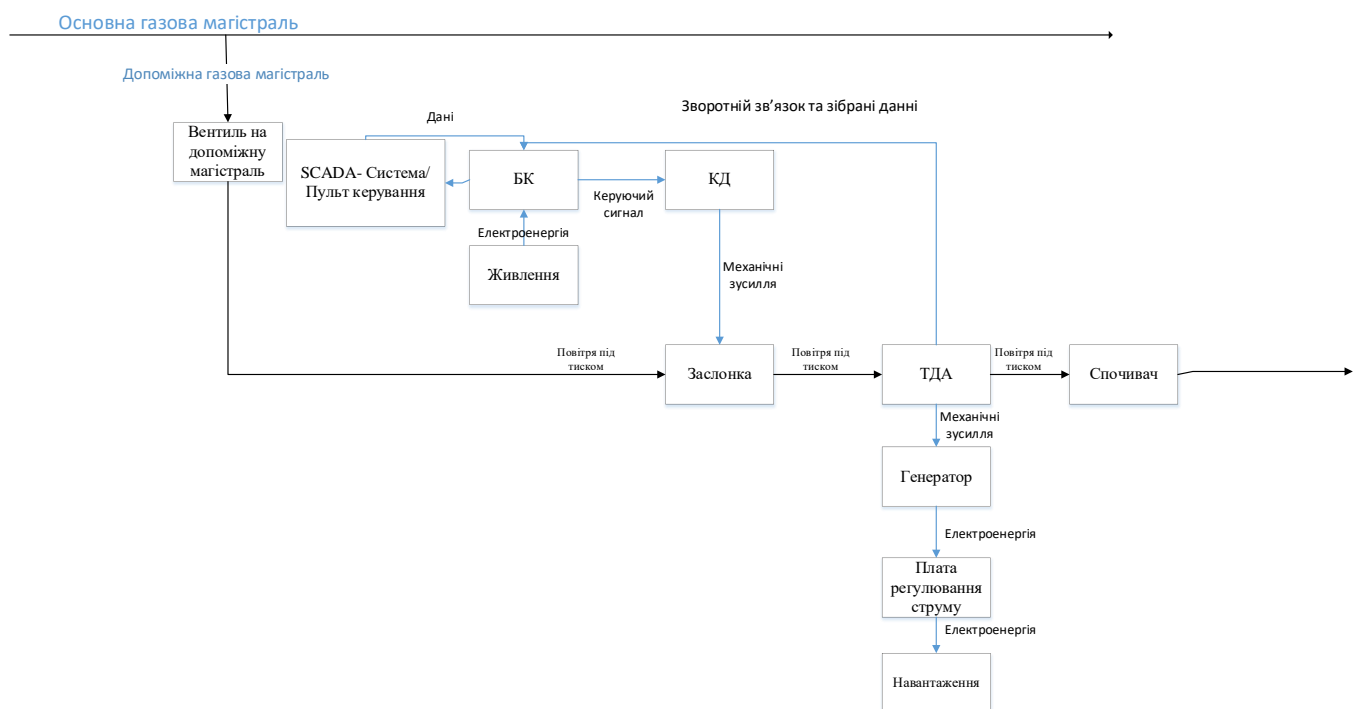 Основна газова магістраль
Допоміжна газова магістраль
Зворотній зв’язок та зібрані данні
Дані
Вентиль на
допоміжну
магістраль
SCADA- Система/
Пульт керування
БК
Керуючий
сигнал
КД
Електроенергія
Живлення
Механічні
зусилля
Повітря під
тиском
Заслонка
Повітря під
тиском
ТДА
Повітря під
тиском
Спочивач
Механічні
зусилля
Генератор
Електроенергія
Плата
регулювання
струму
Електроенергія
Навантаження